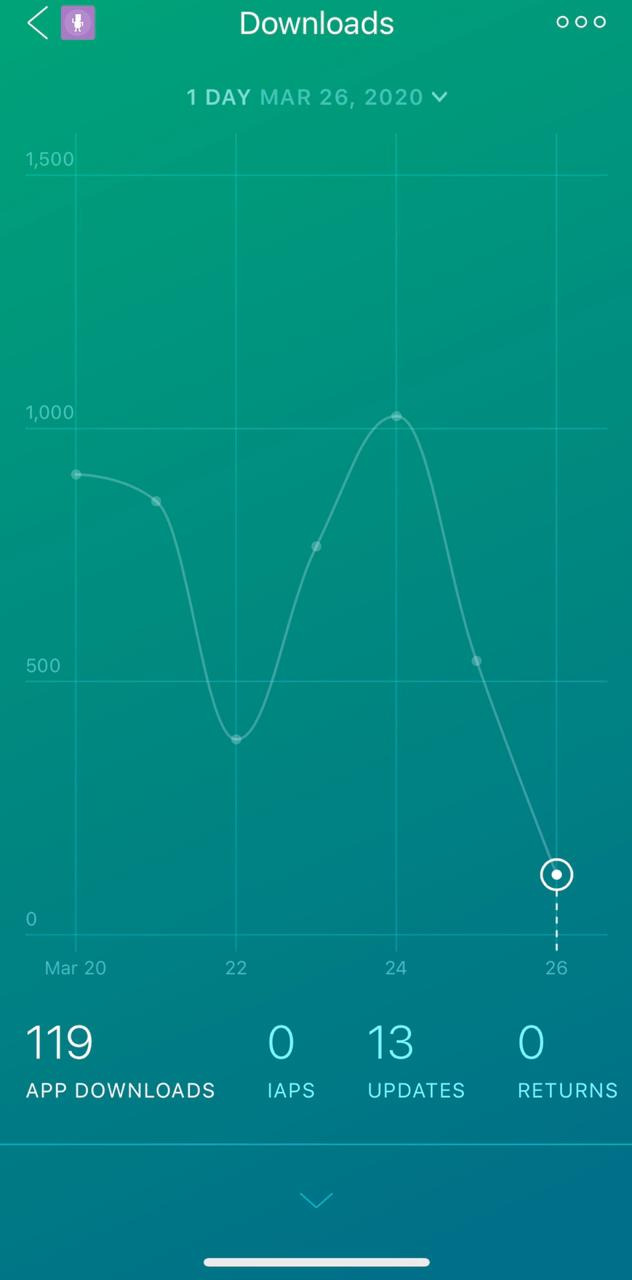 Downloads
1 DAY MAR 26, 2020
1,500
1,000
500
0
Mar 20 22 24 26
119 0 13 0
APP DOWNLOADS IAPS UPDATES RETURNS